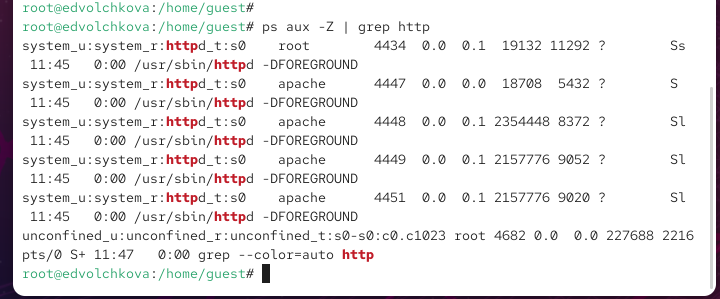 root@edvolchkova:/home/guest#
root@edvolchkova:/home/guest# ps aux -Z | grep http
system_u:system_r:httpd_t:s0    root        4434  0.0  0.1  19132 11292 ?        Ss
 11:45   0:00 /usr/sbin/httpd -DFOREGROUND
system_u:system_r:httpd_t:s0    apache      4447  0.0  0.0  18708  5432 ?        S
 11:45   0:00 /usr/sbin/httpd -DFOREGROUND
system_u:system_r:httpd_t:s0    apache      4448  0.0  0.1 2354448 8372 ?        Sl
 11:45   0:00 /usr/sbin/httpd -DFOREGROUND
system_u:system_r:httpd_t:s0    apache      4449  0.0  0.1 2157776 9052 ?        Sl
 11:45   0:00 /usr/sbin/httpd -DFOREGROUND
system_u:system_r:httpd_t:s0    apache      4451  0.0  0.1 2157776 9020 ?        Sl
 11:45   0:00 /usr/sbin/httpd -DFOREGROUND
unconfined_u:unconfined_r:unconfined_t:s0-s0:c0.c1023 root 4682 0.0  0.0 227688 2216
pts/0 S+ 11:47   0:00 grep --color=auto http
root@edvolchkova:/home/guest#